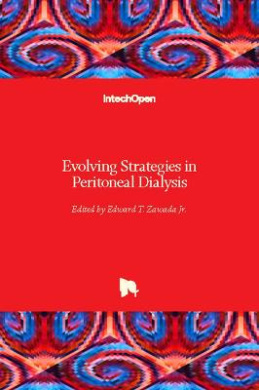 IntechOpen
Evolving Strategies in
Peritoneal Dialysis
Edited by Edward T. Zawada Jr.